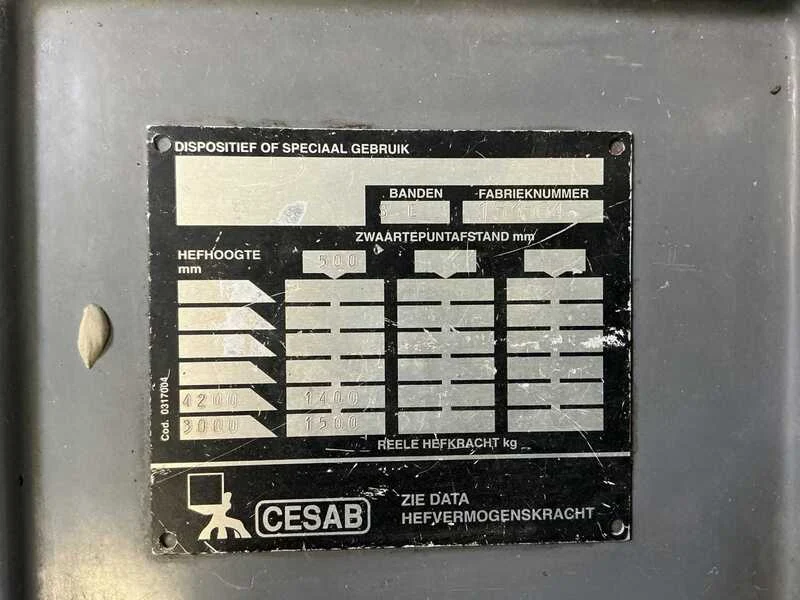 DISPOSITIEF OF SPECIAAL GEBRUIK
BANDEN FABRIEKNUMMER
S E
ZWAARTEPUNTAFSTAND mm
HEFHOOGTE
mm
500
4200 1400
3000 1500
REELE HEFKRACHT kg
Cod. 0317004
CESAB
ZIE DATA
HEFVERMOGENSKRACHT